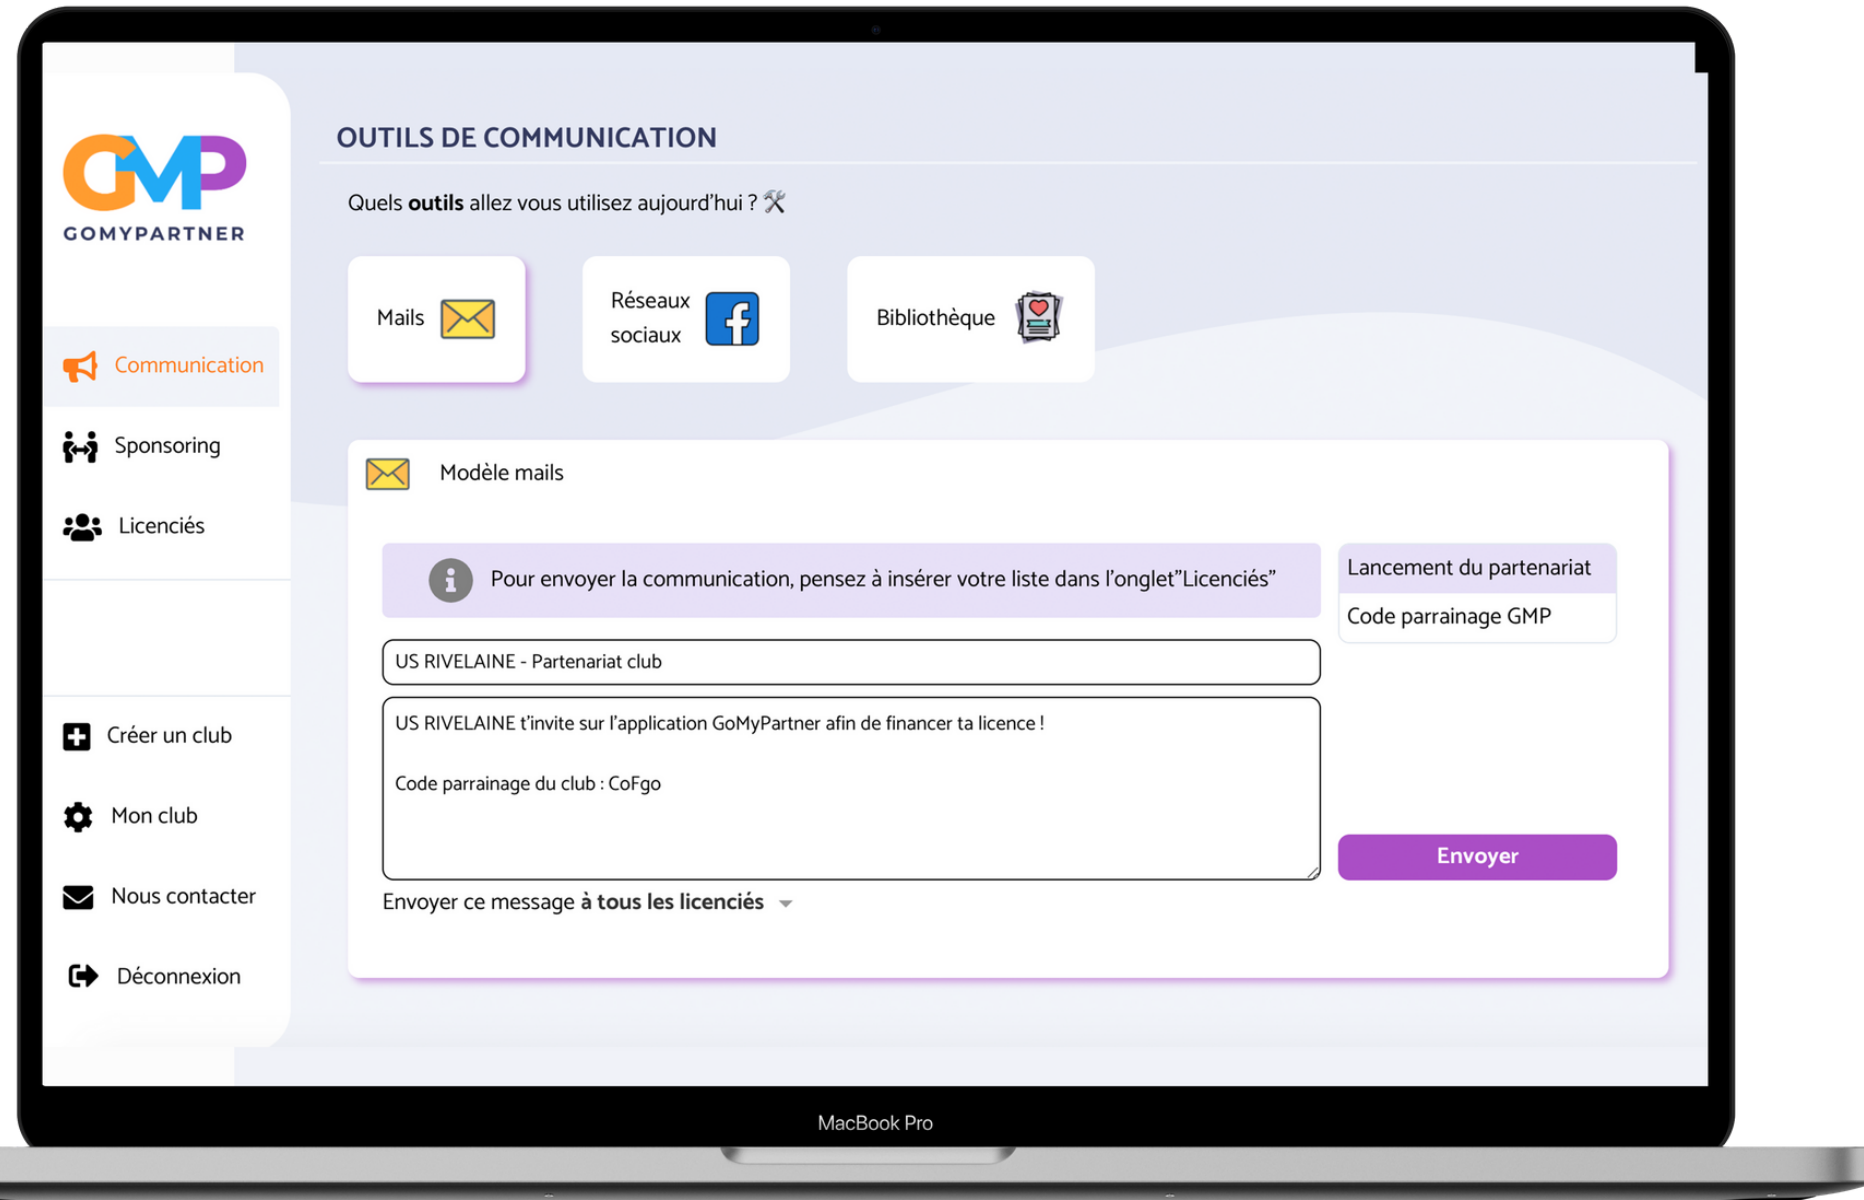 GMP
GOMYPARTNER
Communication
Sponsoring
Licenciés
Créer un club
Mon club
Nous contacter
Déconnexion
OUTILS DE COMMUNICATION
Quels outils allez vous utilisez aujourd'hui ?
Mails
Réseaux
sociaux
Bibliothèque
Modèle mails
Pour envoyer la communication, pensez à insérer votre liste dans l'onglet"Licenciés"
Lancement du partenariat
Code parrainage GMP
US RIVELAINE - Partenariat club
US RIVELAINE t'invite sur l'application GoMyPartner afin de financer ta licence !
Code parrainage du club : CoFgo
Envoyer
Envoyer ce message à tous les licenciés
MacBook Pro